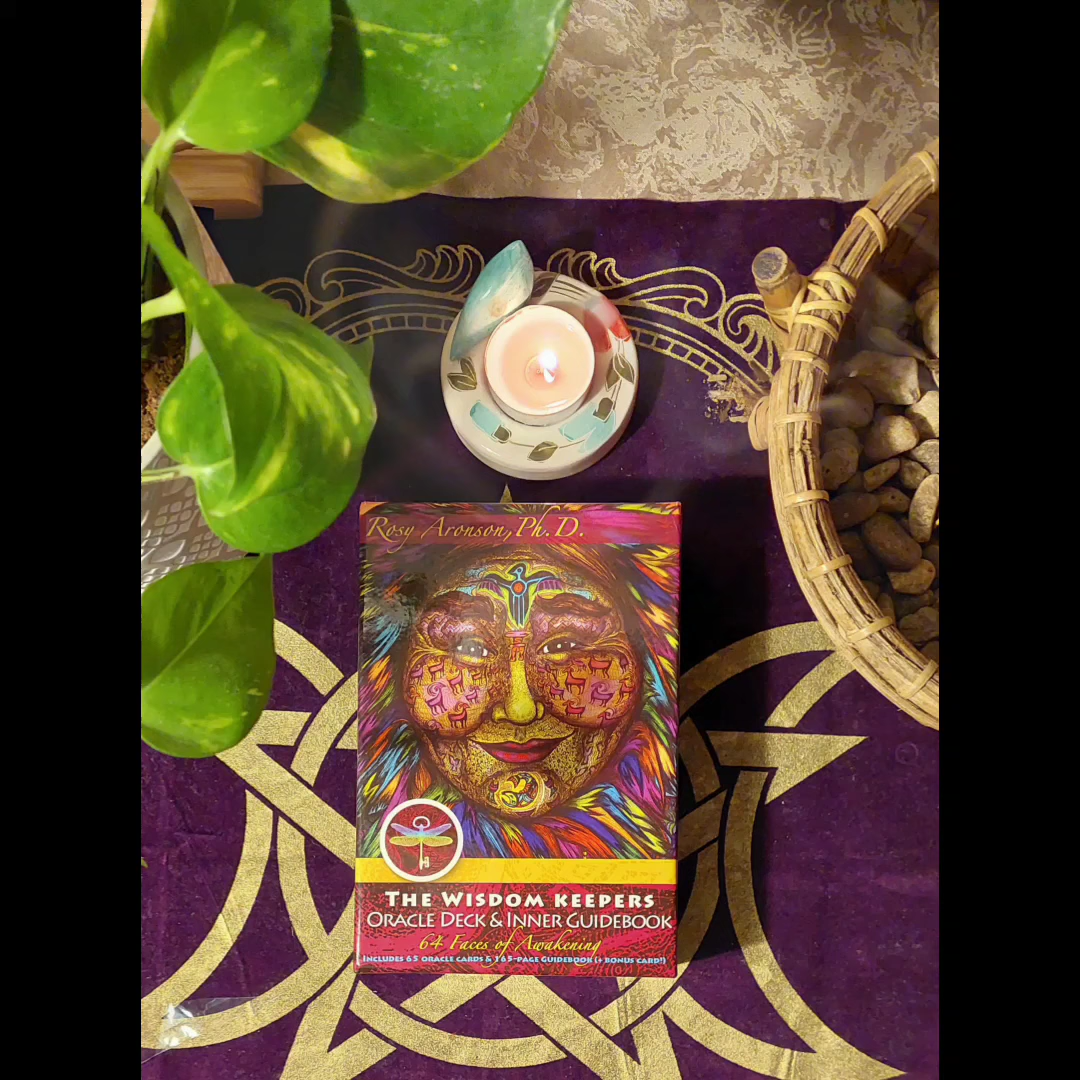 Rosy Aronson, Ph.D.
The Wisdom Keepers
Oracle Deck & Inner Guidebook
64 Faces of Awakening
Includes 65 Oracle Cards & 165-page Guidebook (+ Bonus Card!)